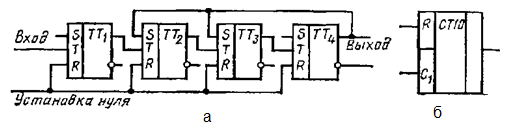 Вход
S TT1
T
R
S TT2
T
R
S TT3
T
R
S TT4
T
R
Выход
Установка нуля
R CT10
C1
а
б